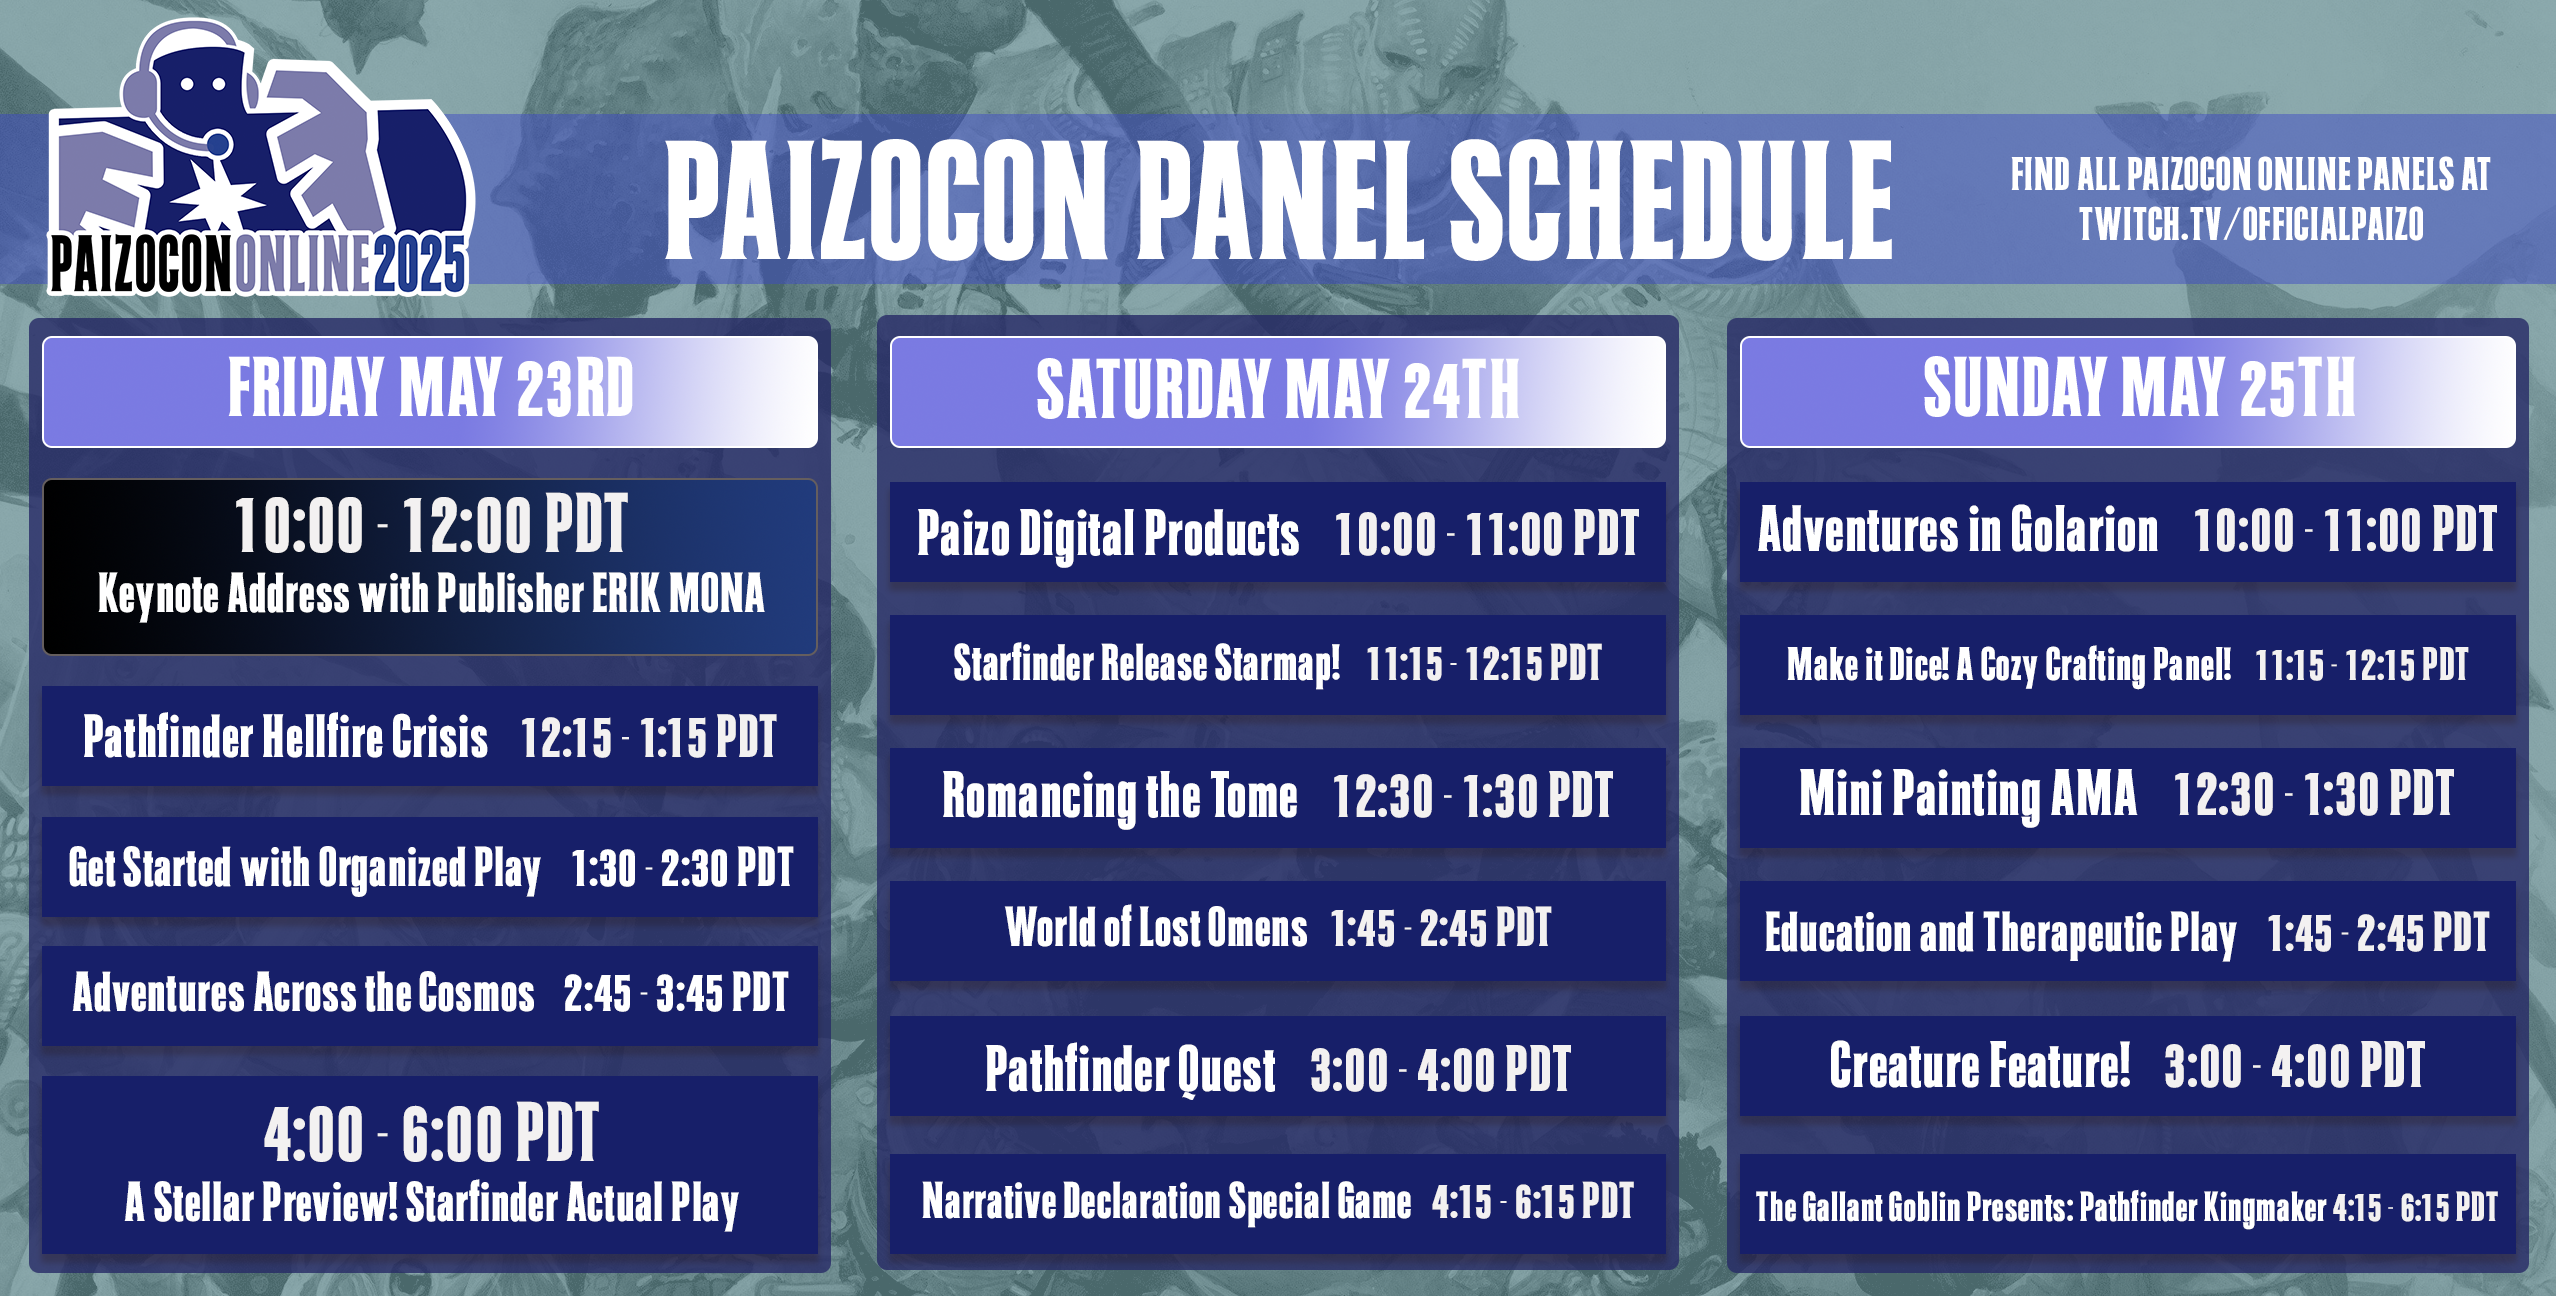 PAIZOCONONLINE2025
PAIZOCON PANEL SCHEDULE
FIND ALL PAIZOCON ONLINE PANELS AT
TWITCH.TV/OFFICIALPAIZO
FRIDAY MAY 23RD
10:00 - 12:00 PDT
Keynote Address with Publisher ERIK MONA
Pathfinder Hellfire Crisis 12:15 - 1:15 PDT
Get Started with Organized Play 1:30 - 2:30 PDT
Adventures Across the Cosmos 2:45 - 3:45 PDT
4:00 - 6:00 PDT
A Stellar Preview! Starfinder Actual Play
SATURDAY MAY 24TH
Paizo Digital Products 10:00 - 11:00 PDT
Starfinder Release Starmap! 11:15 - 12:15 PDT
Romancing the Tome 12:30 - 1:30 PDT
World of Lost Omens 1:45 - 2:45 PDT
Pathfinder Quest 3:00 - 4:00 PDT
Narrative Declaration Special Game 4:15 - 6:15 PDT
SUNDAY MAY 25TH
Adventures in Golarion 10:00 - 11:00 PDT
Make it Dice! A Cozy Crafting Panel! 11:15 - 12:15 PDT
Mini Painting AMA 12:30 - 1:30 PDT
Education and Therapeutic Play 1:45 - 2:45 PDT
Creature Feature! 3:00 - 4:00 PDT
The Gallant Goblin Presents: Pathfinder Kingmaker 4:15 - 6:15 PDT